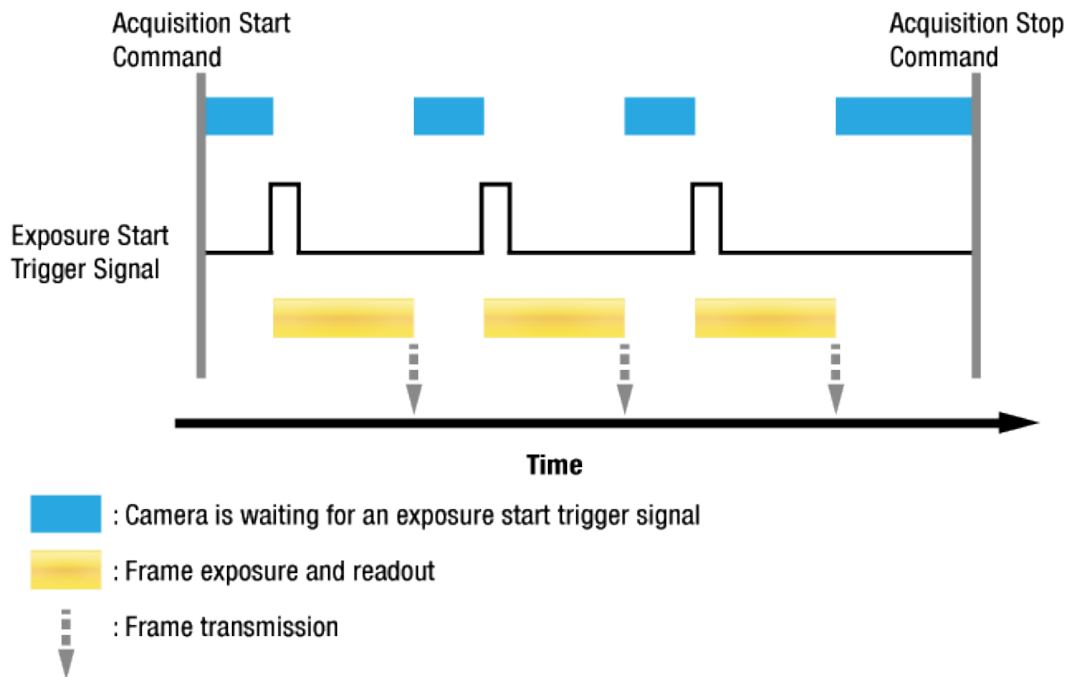 Acquisition Start
Command
Acquisition Stop
Command
Exposure Start
Trigger Signal
Time
: Camera is waiting for an exposure start trigger signal
: Frame exposure and readout
: Frame transmission